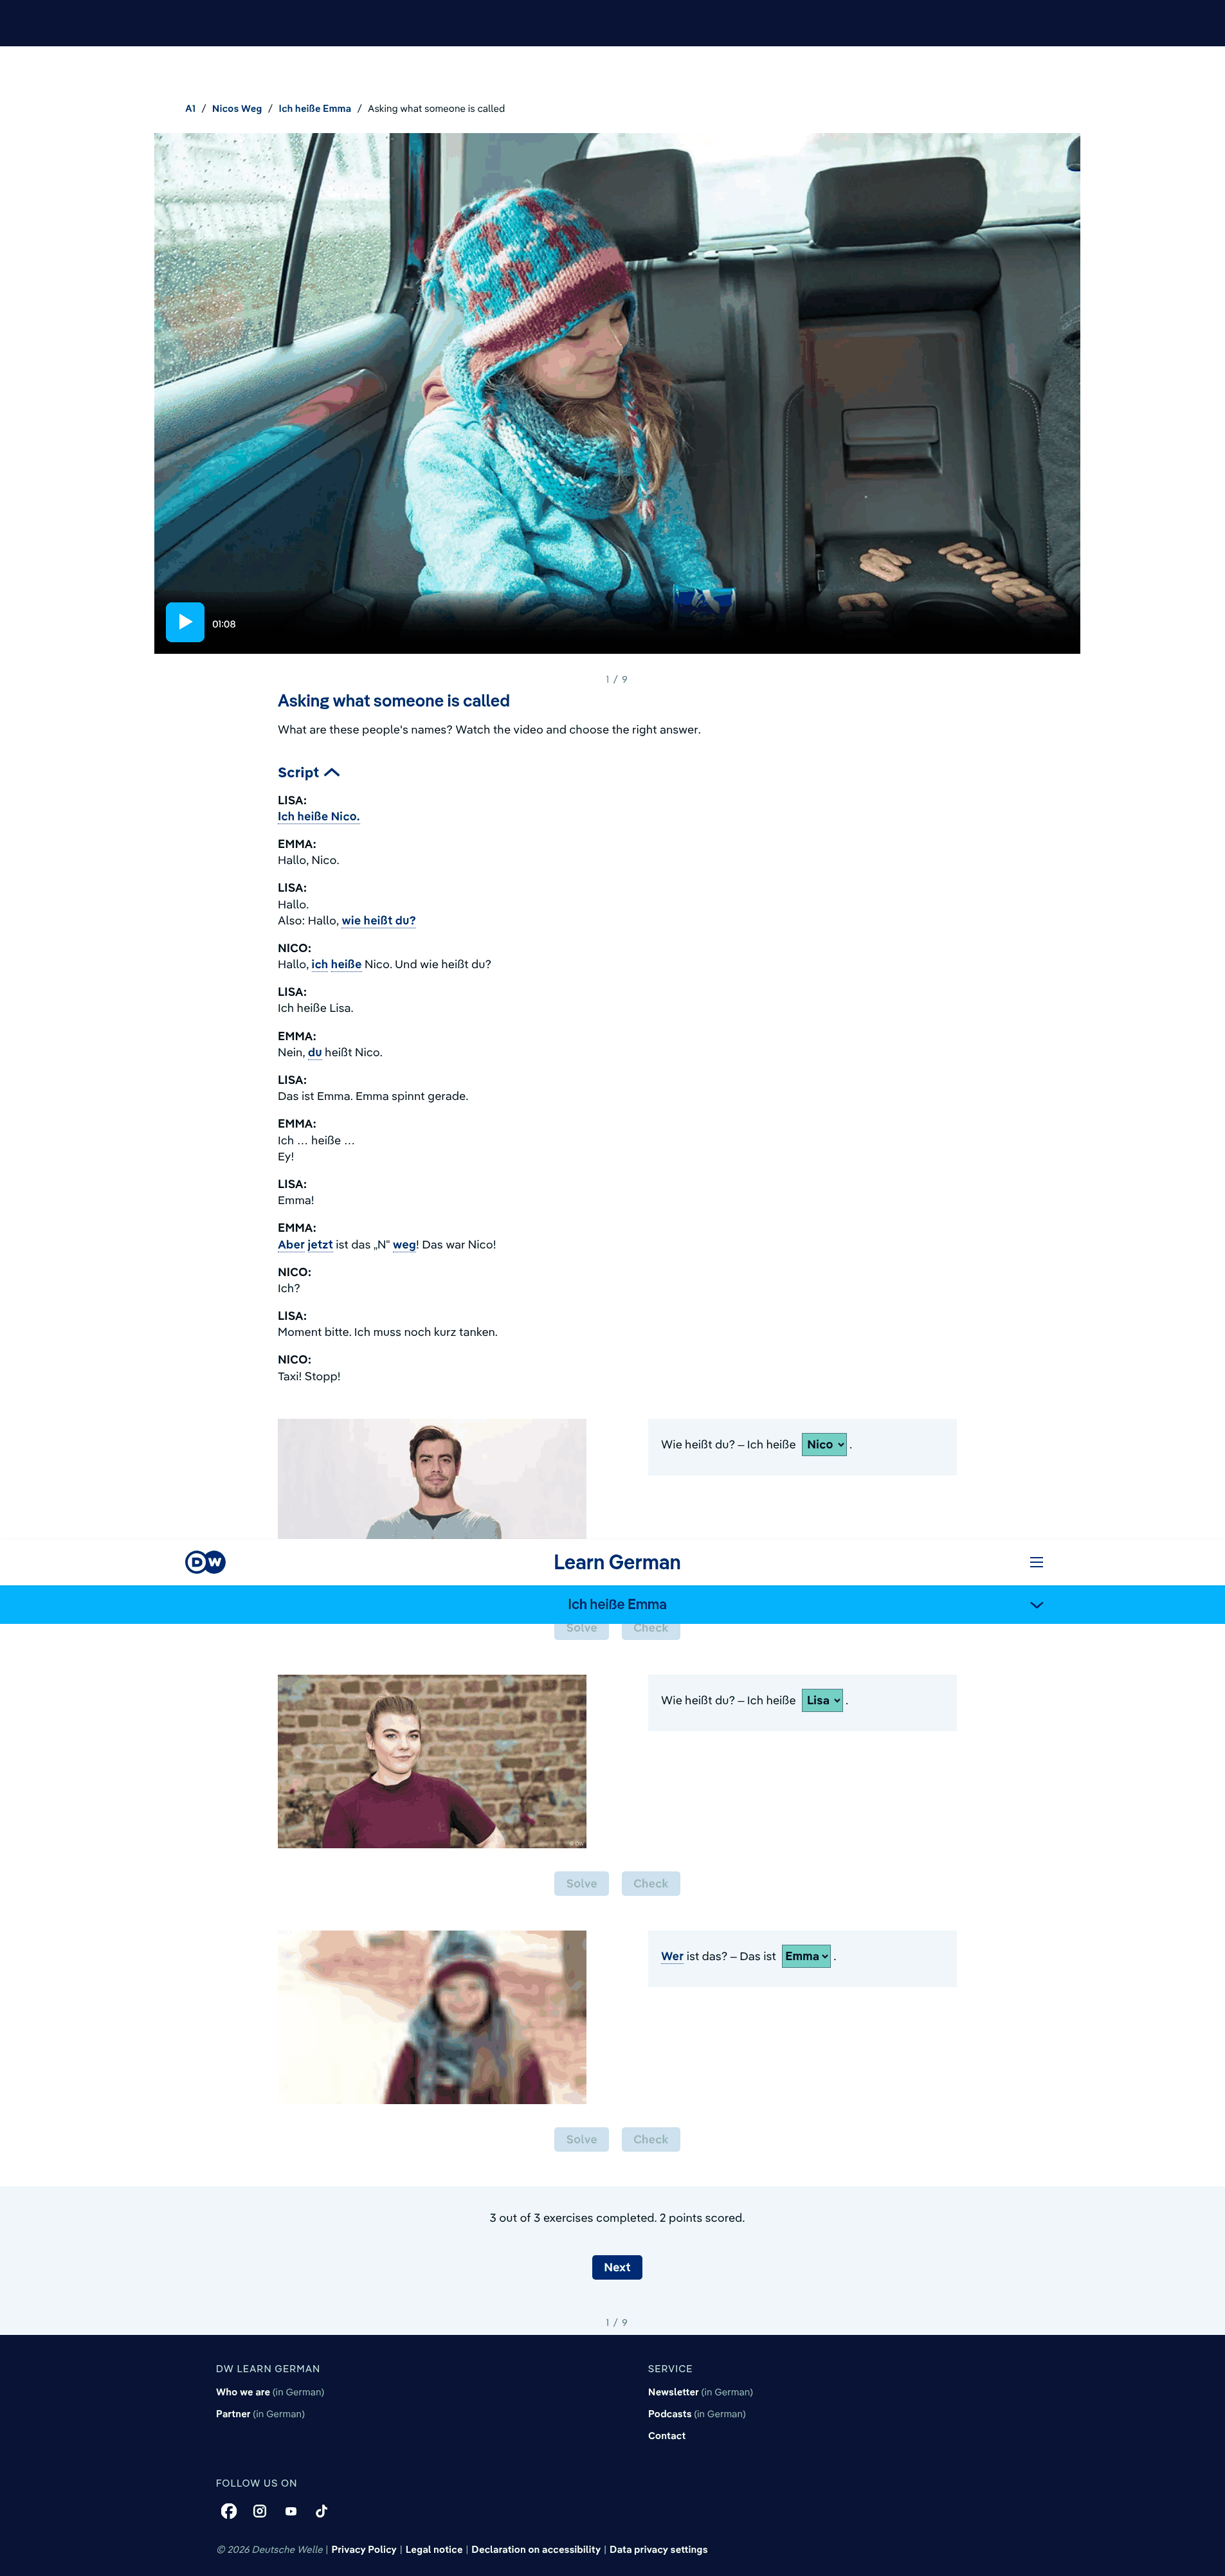 A1 / Nicos Weg / Ich heiße Emma / Asking what someone is called
01:08
1 / 9
Asking what someone is called
What are these people's names? Watch the video and choose the right answer.
Script
LISA:
Ich heiße Nico.
EMMA:
Hallo, Nico.
LISA:
Hallo.
Also: Hallo, wie heißt du?
NICO:
Hallo, ich heiße Nico. Und wie heißt du?
LISA:
Ich heiße Lisa.
EMMA:
Nein, du heißt Nico.
LISA:
Das ist Emma. Emma spinnt gerade.
EMMA:
Ich … heiße …
Ey!
LISA:
Emma!
EMMA:
Aber jetzt ist das „N" weg! Das war Nico!
NICO:
Ich?
LISA:
Moment bitte. Ich muss noch kurz tanken.
NICO:
Taxi! Stopp!
Wie heißt du? – Ich heiße Nico .
DW
Learn German
Ich heiße Emma
Solve Check
Wie heißt du? – Ich heiße Lisa .
© DW
Solve Check
Wer ist das? – Das ist Emma .
Solve Check
3 out of 3 exercises completed. 2 points scored.
Next
1 / 9
DW LEARN GERMAN
Who we are (in German)
Partner (in German)
SERVICE
Newsletter (in German)
Podcasts (in German)
Contact
FOLLOW US ON
© 2026 Deutsche Welle | Privacy Policy | Legal notice | Declaration on accessibility | Data privacy settings